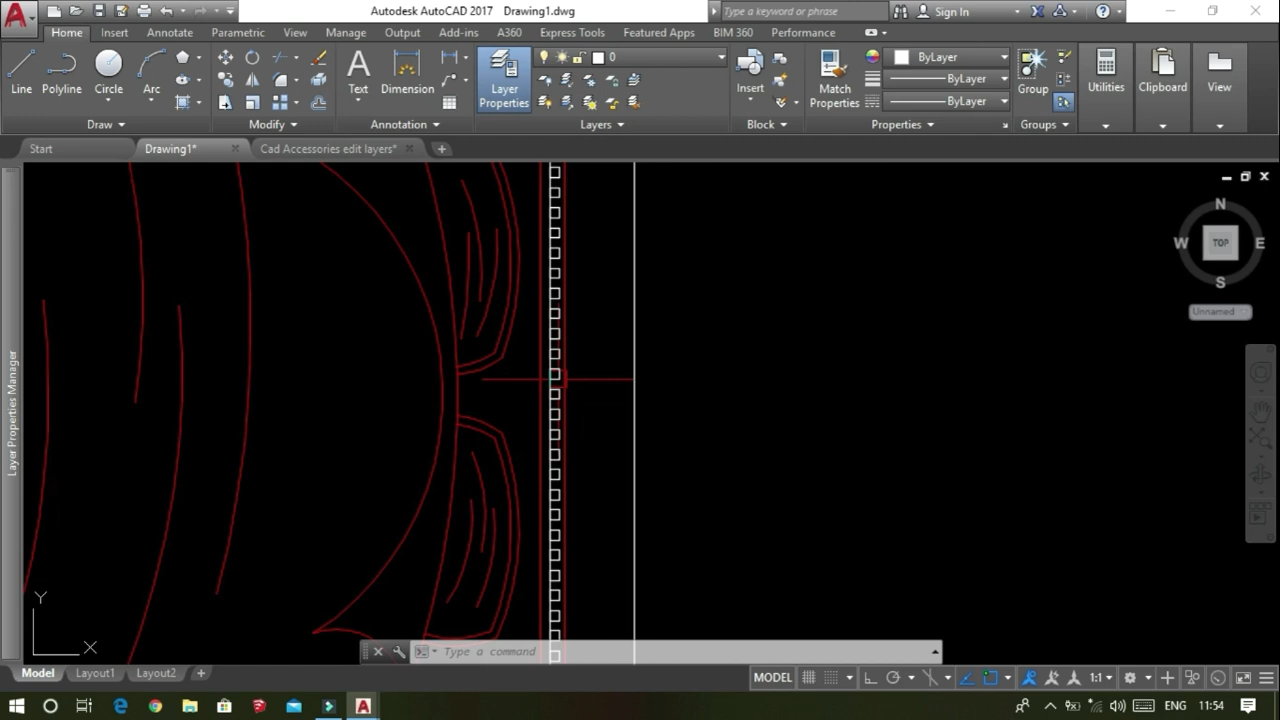 Autodesk AutoCAD 2017 Drawing1.dwg
Type a keyword or phrase
Sign In
Home Insert Annotate Parametric View Manage Output Add-ins A360 Express Tools Featured Apps BIM 360 Performance
Line Polyline Circle Arc
Text Dimension
Layer Properties
0
Insert
Match Properties
ByLayer
ByLayer
ByLayer
Group
Utilities
Clipboard
View
Draw Modify Annotation Layers Block Properties Groups
Start Drawing1* Cad Accessories edit layers*
N
W TOP E
S
Unnamed
Layer Properties Manager
Y
X
Type a command
Model Layout1 Layout2
MODEL 1:1
ENG 11:54